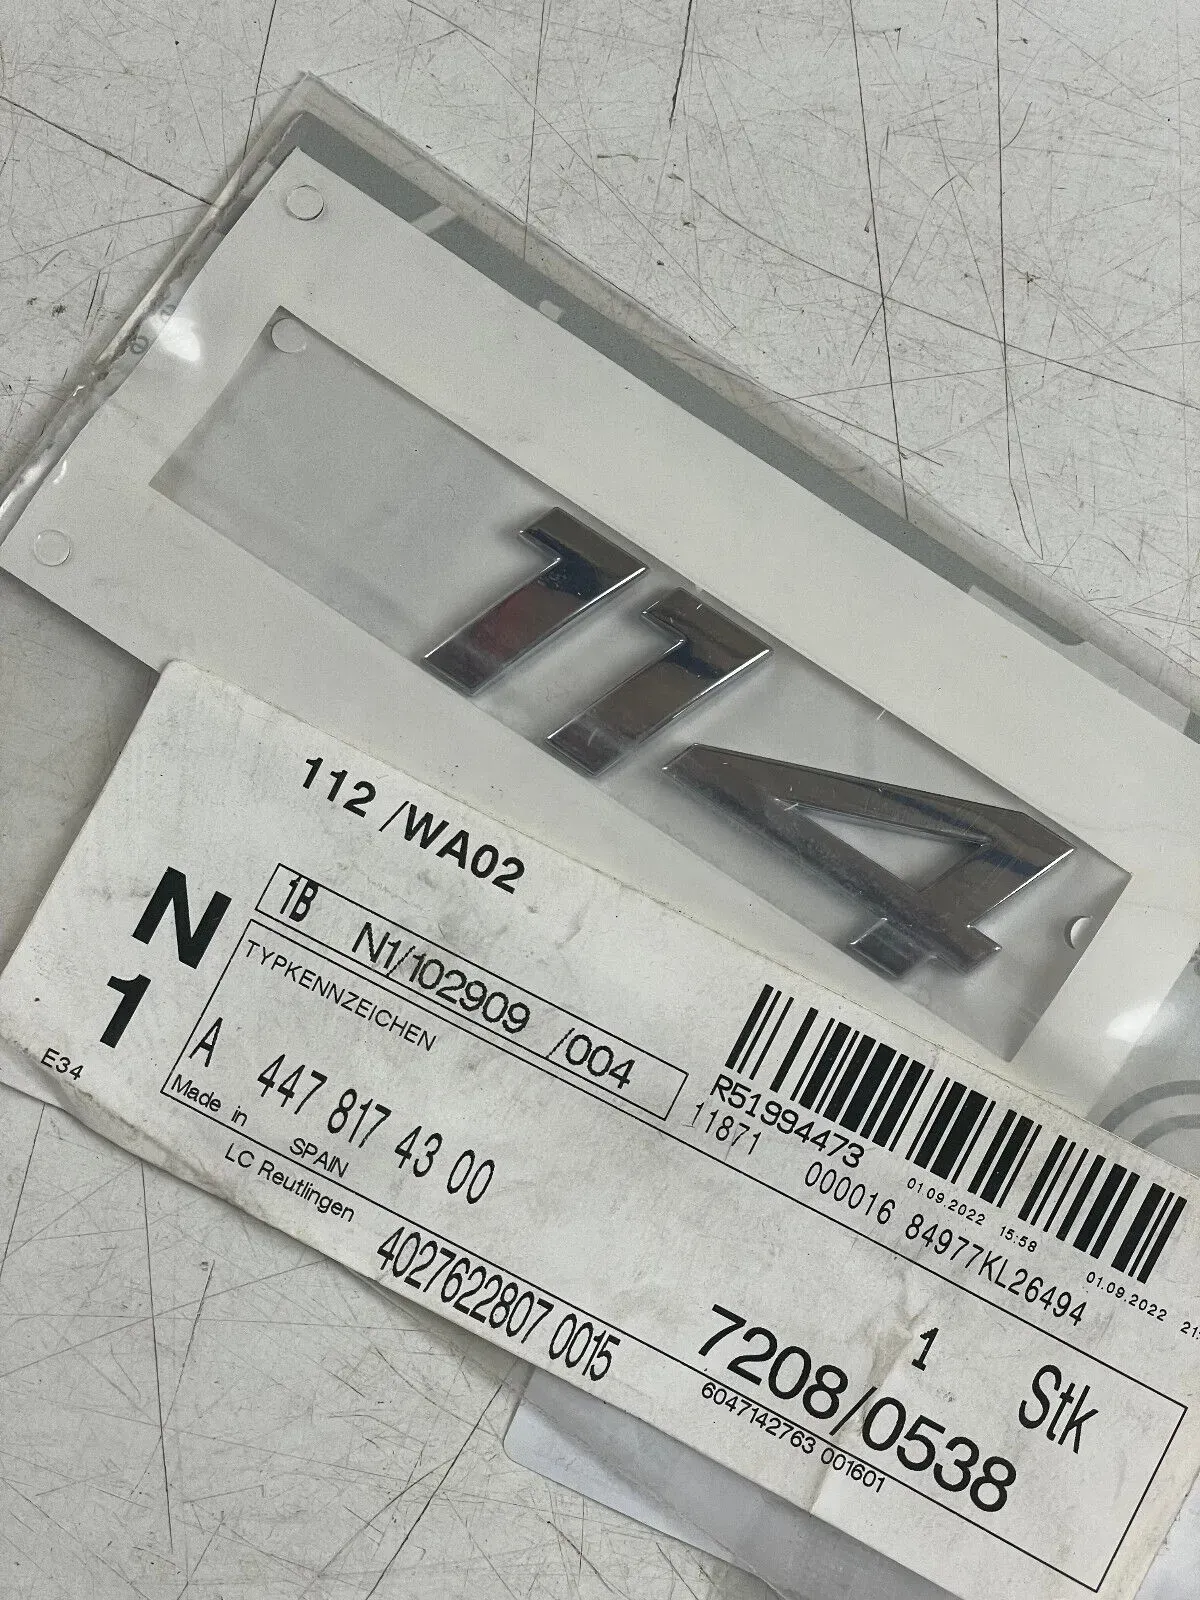 114
112 /WA02
N
1
E34
1B N1/102909 /004
TYPKENNZEICHEN
A 447 817 43 00
Made in SPAIN
LC Reutlingen
R51994473
01.09.2022 15:58
01.09.2022
11871 000016 84977KL26494
1 Stk
4027622807 0015
7208/0538
6047142763 001601